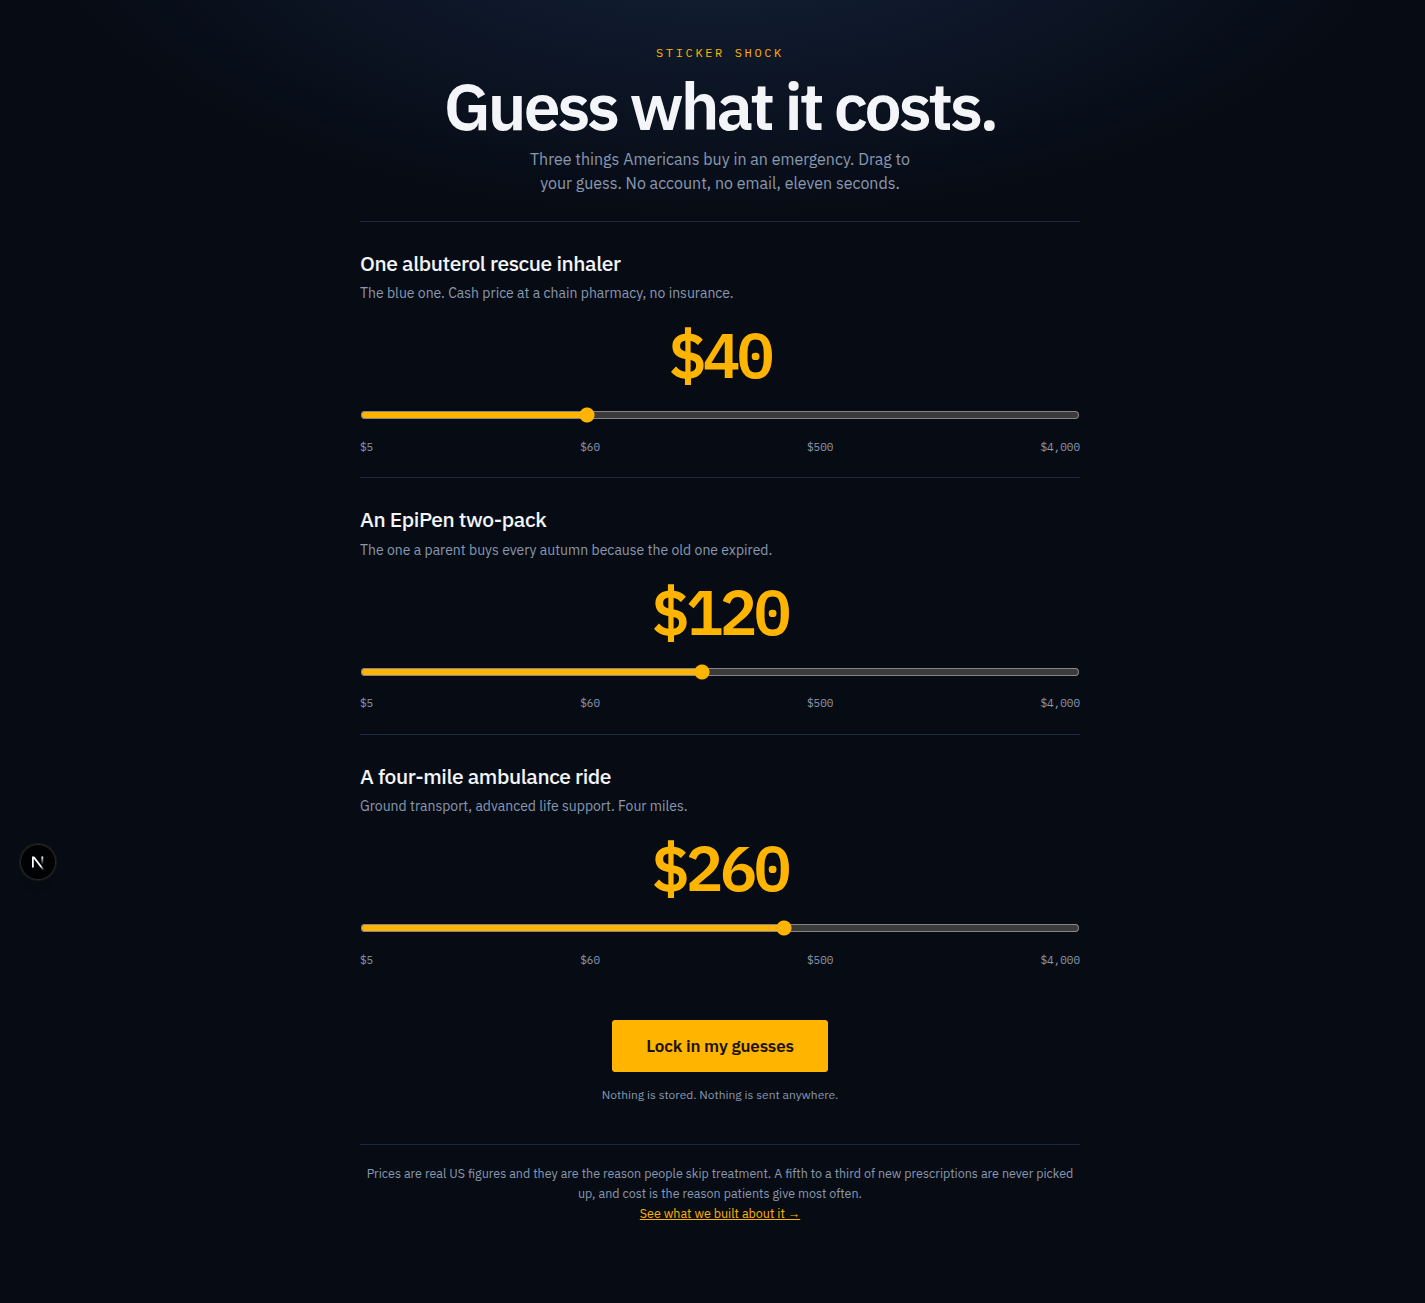 STICKER SHOCK
Guess what it costs.
Three things Americans buy in an emergency. Drag to
your guess. No account, no email, eleven seconds.
One albuterol rescue inhaler
The blue one. Cash price at a chain pharmacy, no insurance.
$40
$5 $60 $500 $4,000
An EpiPen two-pack
The one a parent buys every autumn because the old one expired.
$120
$5 $60 $500 $4,000
A four-mile ambulance ride
Ground transport, advanced life support. Four miles.
$260
$5 $60 $500 $4,000
N
Lock in my guesses
Nothing is stored. Nothing is sent anywhere.
Prices are real US figures and they are the reason people skip treatment. A fifth to a third of new prescriptions are never picked
up, and cost is the reason patients give most often.
See what we built about it →